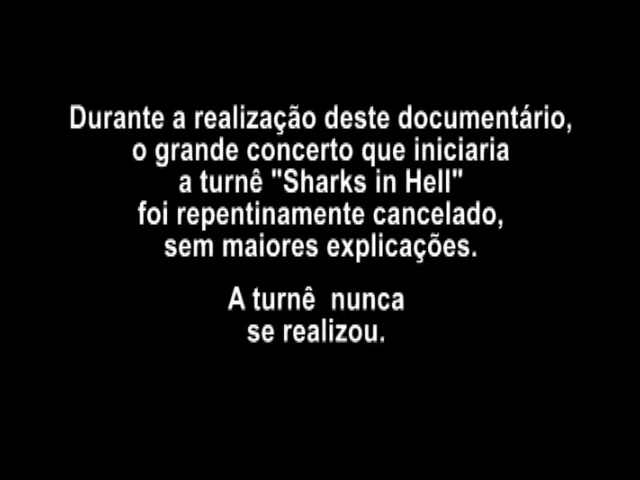 Durante a realização deste documentário,
o grande concerto que iniciaria
a turnê "Sharks in Hell"
foi repentinamente cancelado,
sem maiores explicações.
A turnê nunca
se realizou.